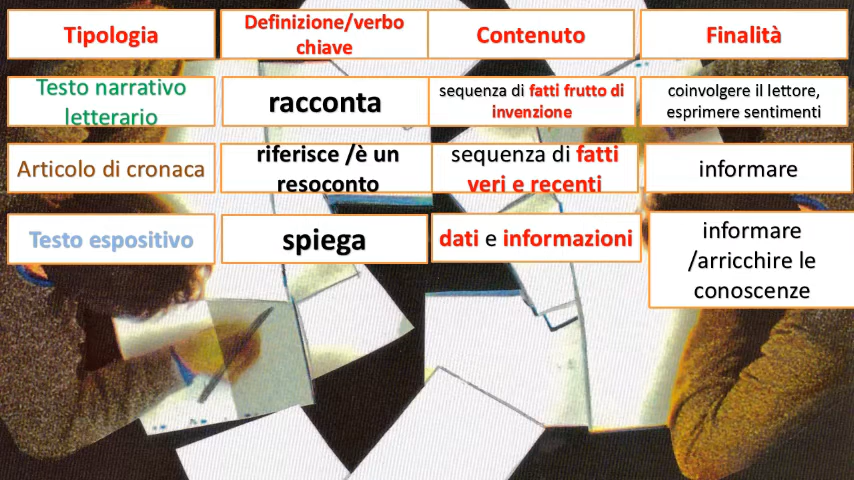 Tipologia
Definizione/verbo
chiave
Contenuto
Finalità
Testo narrativo
letterario
racconta
sequenza di fatti frutto di
invenzione
coinvolgere il lettore,
esprimere sentimenti
Articolo di cronaca
riferisce /è un
resoconto
sequenza di fatti
veri e recenti
informare
Testo espositivo
spiega
dati e informazioni
informare
/arricchire le
conoscenze